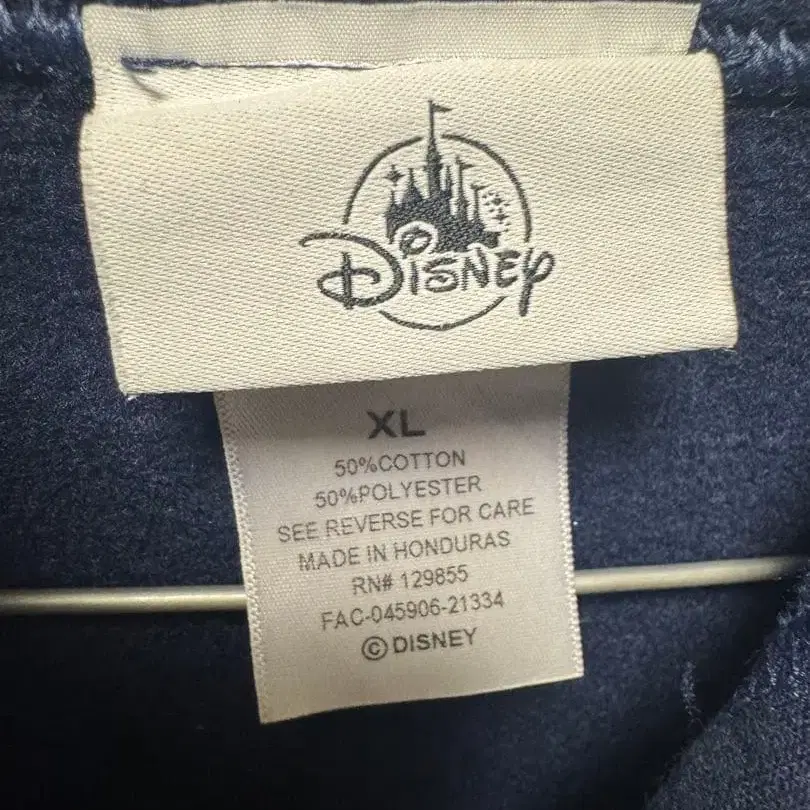 Disney
XL
50%COTTON
50%POLYESTER
SEE REVERSE FOR CARE
MADE IN HONDURAS
RN# 129855
FAC-045906-21334
©DISNEY